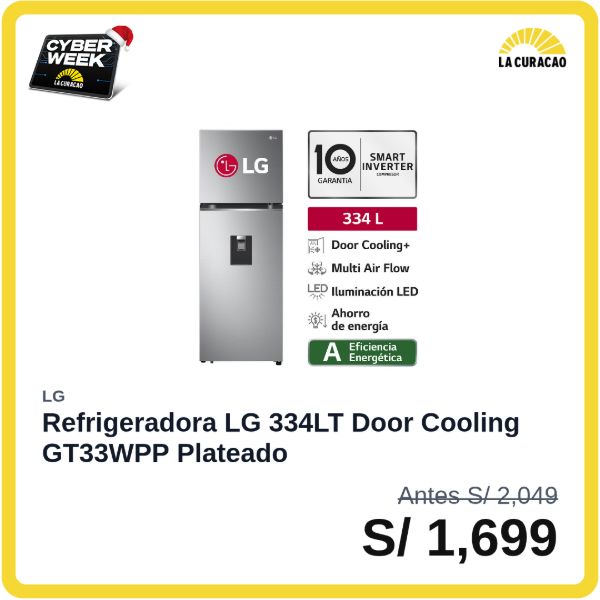 CYBER
WEEK
LA CURACAO
LA CURACAO
LG
10 AÑOS
GARANTIA
SMART
INVERTER
COMPRESSOR
334 L
Door Cooling+
Multi Air Flow
LED Iluminación LED
Ahorro
de energía
A Eficiencia
Energética
LG
Refrigeradora LG 334LT Door Cooling
GT33WPP Plateado
Antes S/ 2,049
S/ 1,699